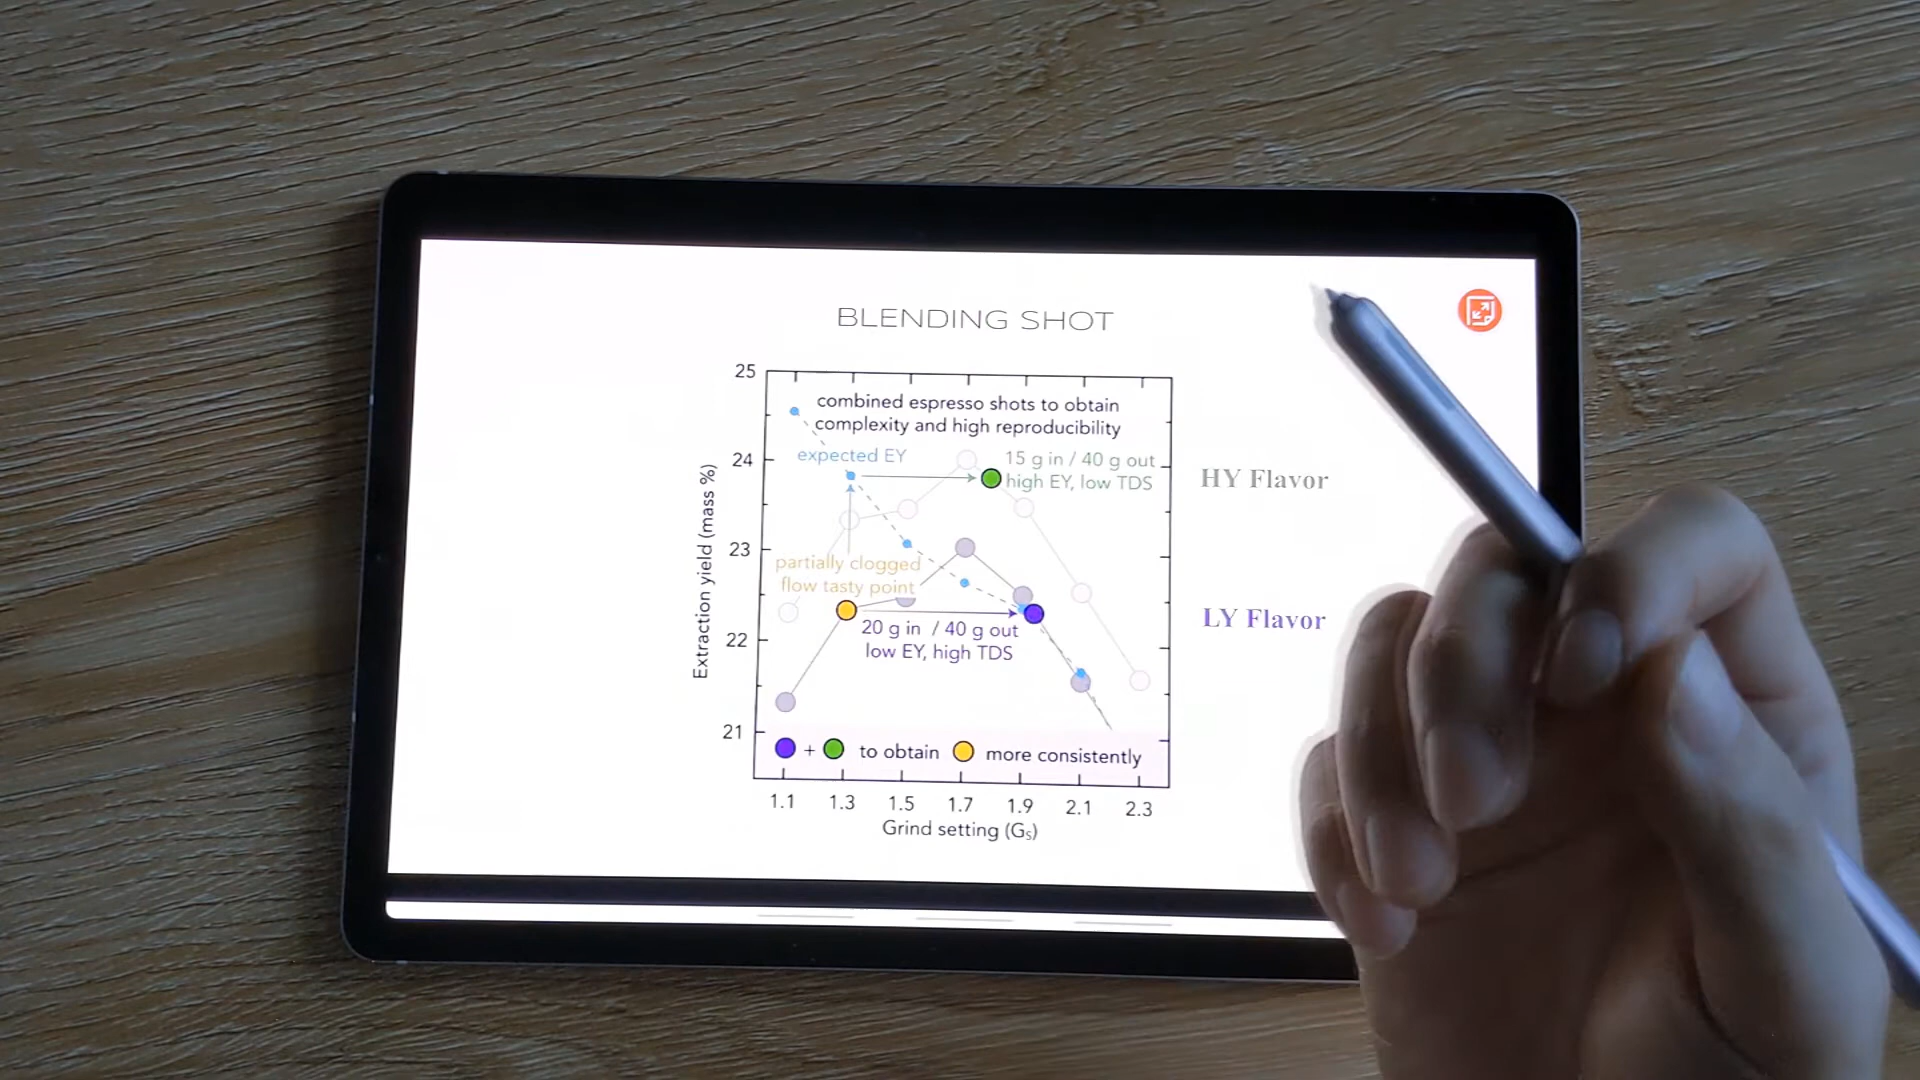 BLENDING SHOT
25
24
23
22
21
Extraction yield (mass %)
combined espresso shots to obtain
complexity and high reproducibility
expected EY
15 g in / 40 g out
high EY, low TDS
HY Flavor
partially clogged
flow tasty point
LY Flavor
20 g in / 40 g out
low EY, high TDS
+ to obtain more consistently
1.1 1.3 1.5 1.7 1.9 2.1 2.3
Grind setting (Gs)